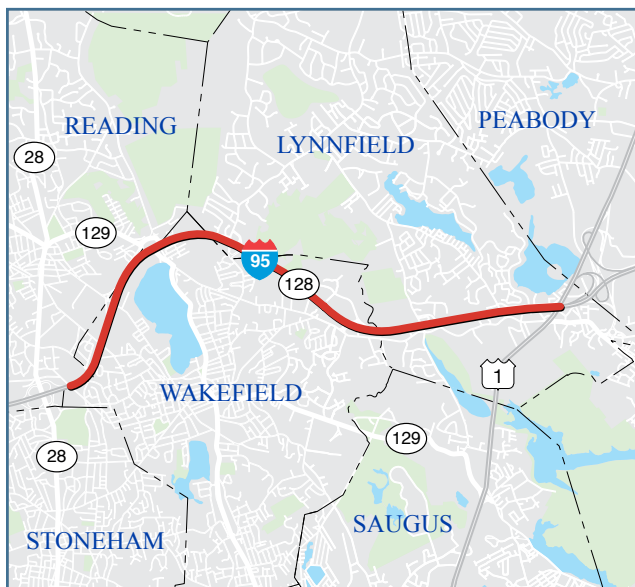 READING
PEABODY
LYNNFIELD
28
129
95
128
WAKEFIELD
1
129
28
SAUGUS
STONEHAM